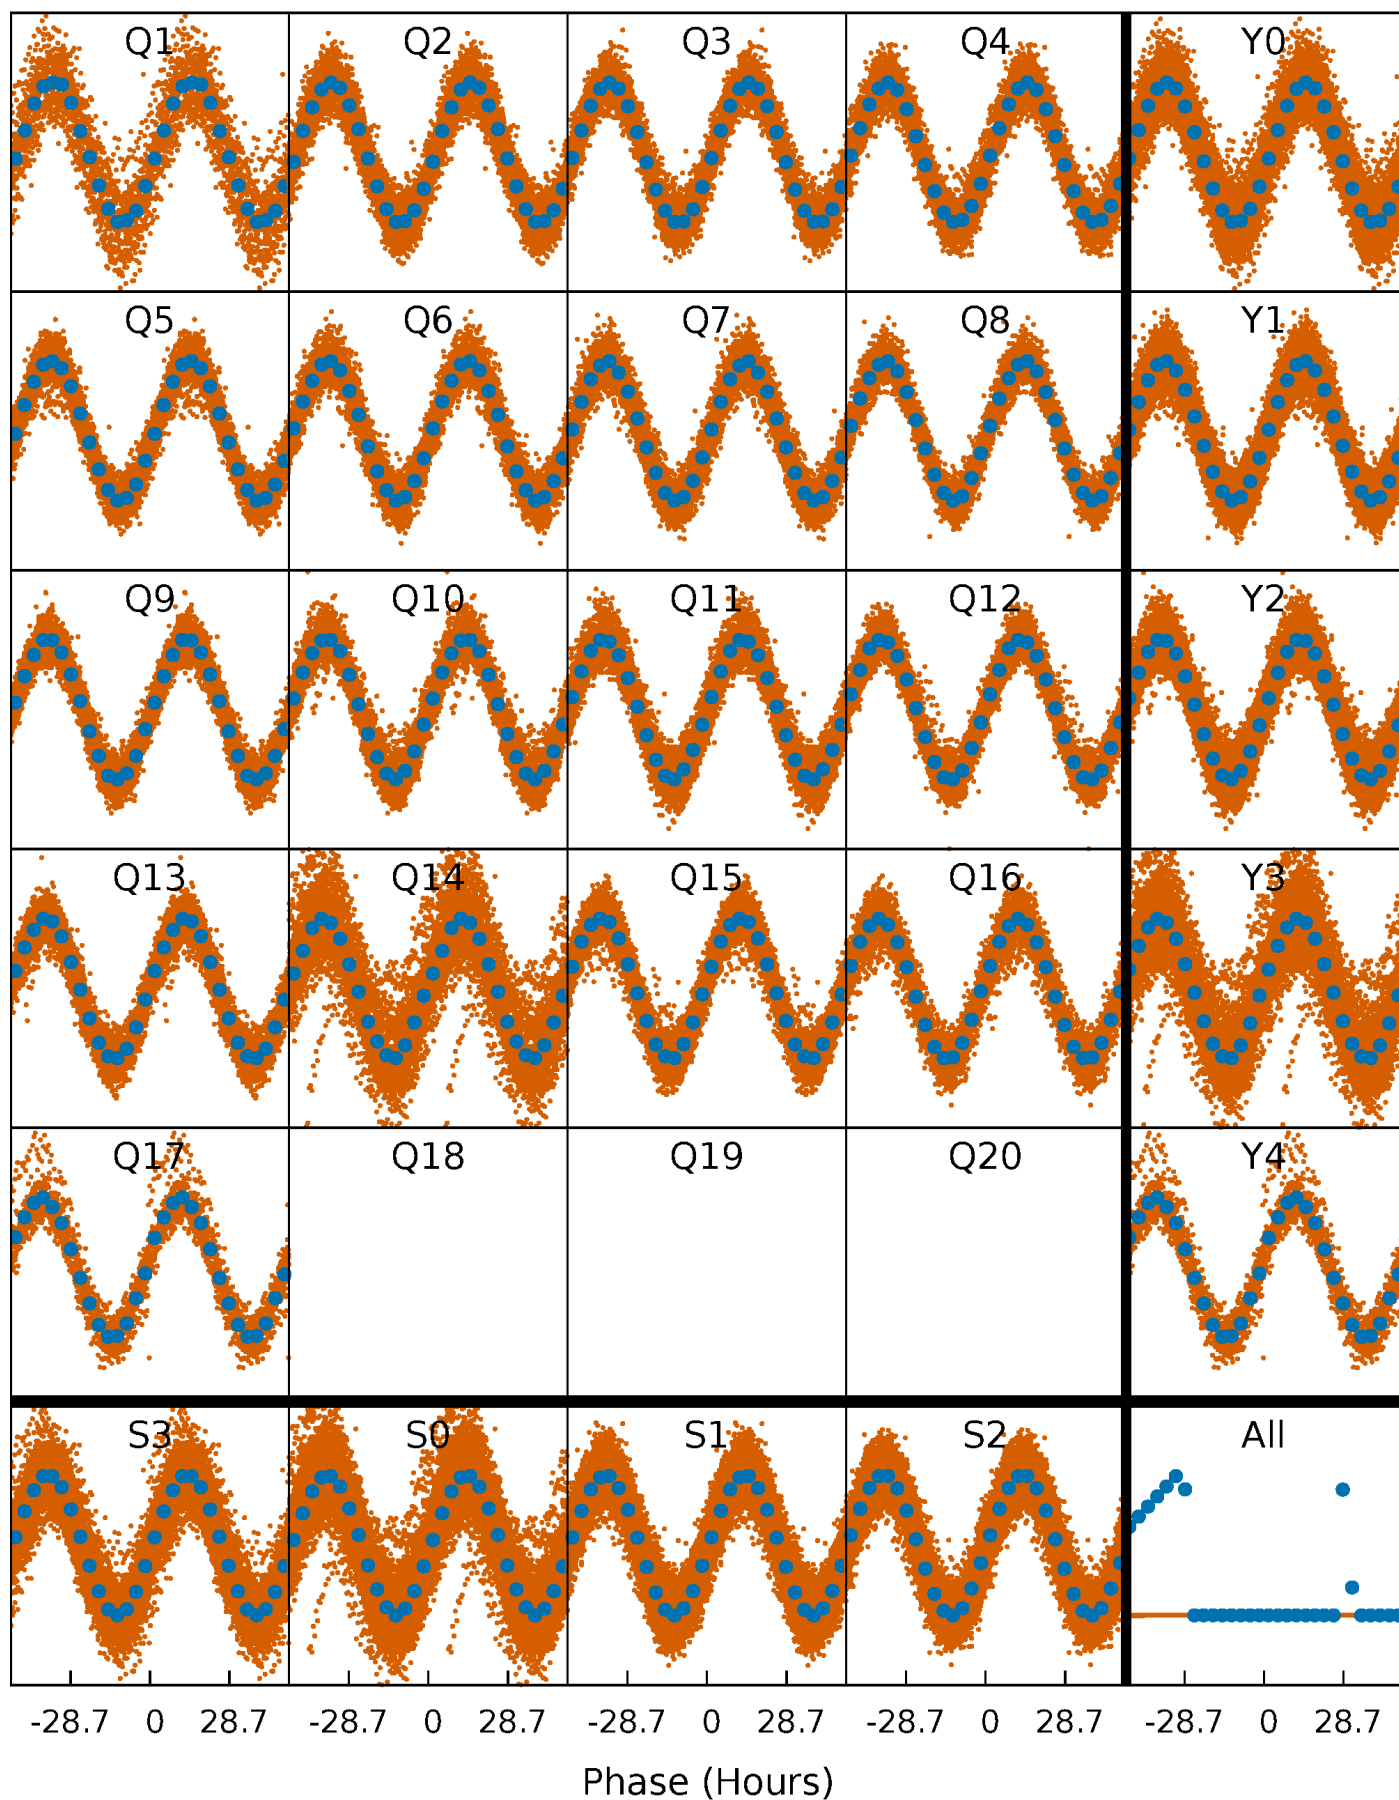 Q1 Q2 Q3 Q4 Y0
Q5 Q6 Q7 Q8 Y1
Q9 Q10 Q11 Q12 Y2
Q13 Q14 Q15 Q16 Y3
Q17 Q18 Q19 Q20 Y4
S3 S0 S1 S2 All
-28.7 0 28.7 -28.7 0 28.7 -28.7 0 28.7 -28.7 0 28.7 -28.7 0 28.7
Phase (Hours)